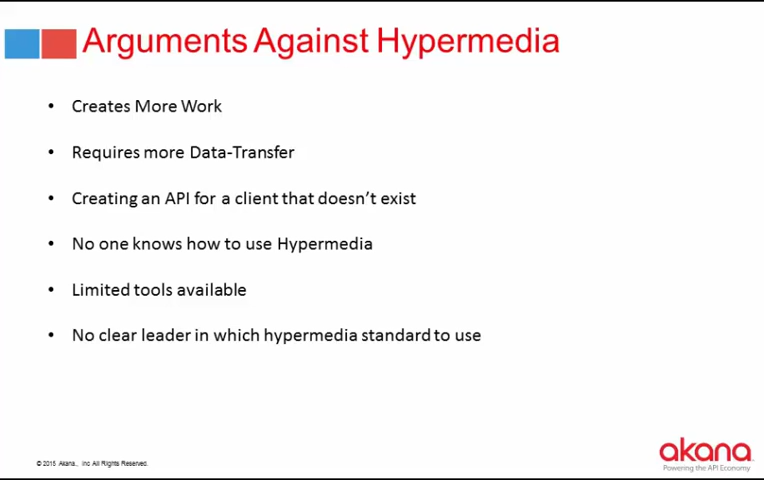 Arguments Against Hypermedia
• Creates More Work
• Requires more Data-Transfer
• Creating an API for a client that doesn't exist
• No one knows how to use Hypermedia
• Limited tools available
• No clear leader in which hypermedia standard to use
© 2015 Akana., Inc All Rights Reserved.
akana
Powering the API Economy